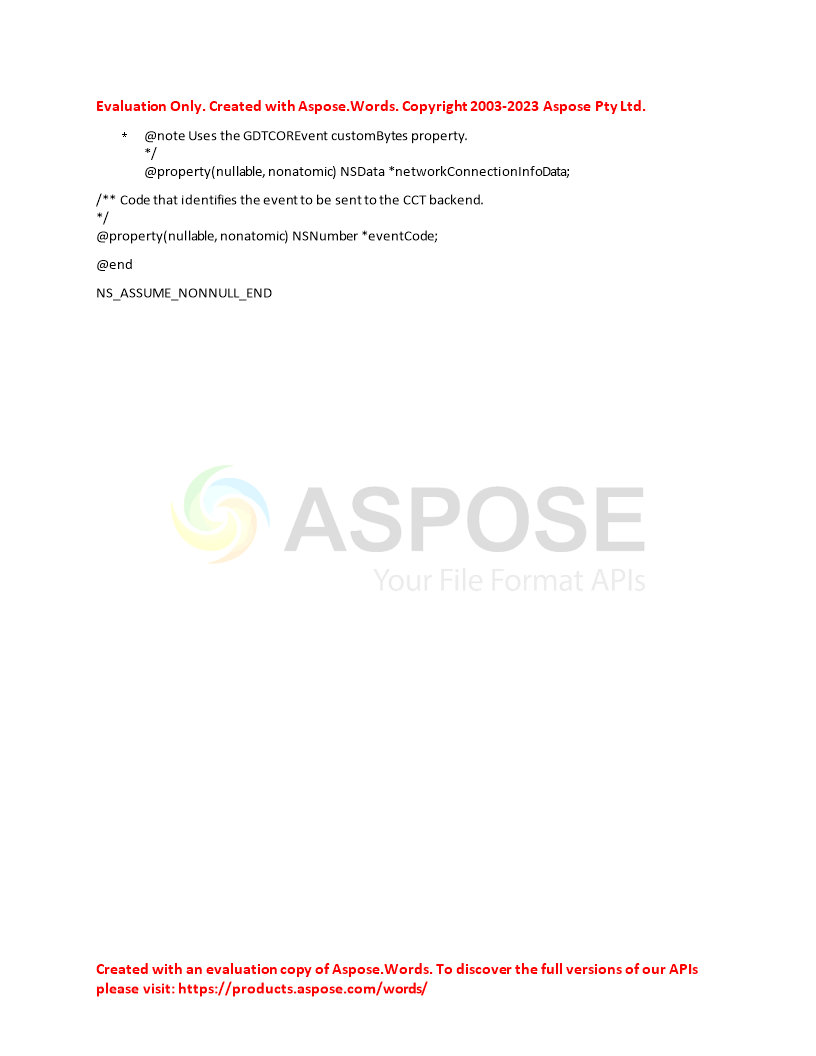 Evaluation Only. Created with Aspose.Words. Copyright 2003-2023 Aspose Pty Ltd.
* @note Uses the GDTCOREvent customBytes property.
*/
@property(nullable, nonatomic) NSData *networkConnectionInfoData;
/** Code that identifies the event to be sent to the CCT backend.
*/
@property(nullable, nonatomic) NSNumber *eventCode;
@end
NS_ASSUME_NONNULL_END
ASPOSE
Your File Format APIs
Created with an evaluation copy of Aspose.Words. To discover the full versions of our APIs
please visit: https://products.aspose.com/words/